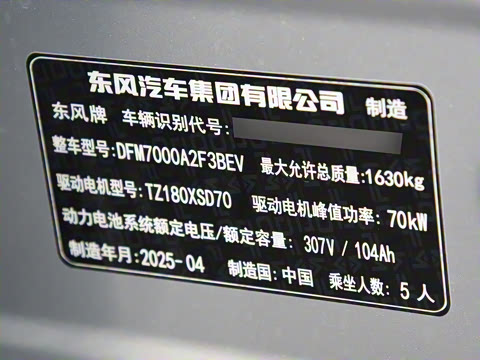 东风汽车集团有限公司 制造
东风牌 车辆识别代号:
整车型号:DFM7000A2F3BEV 最大允许总质量:1630kg
驱动电机型号:TZ180XSD70 驱动电机峰值功率: 70kW
动力电池系统额定电压/额定容量: 307V / 104Ah
制造年月:2025-04 制造国:中国 乘坐人数: 5 人